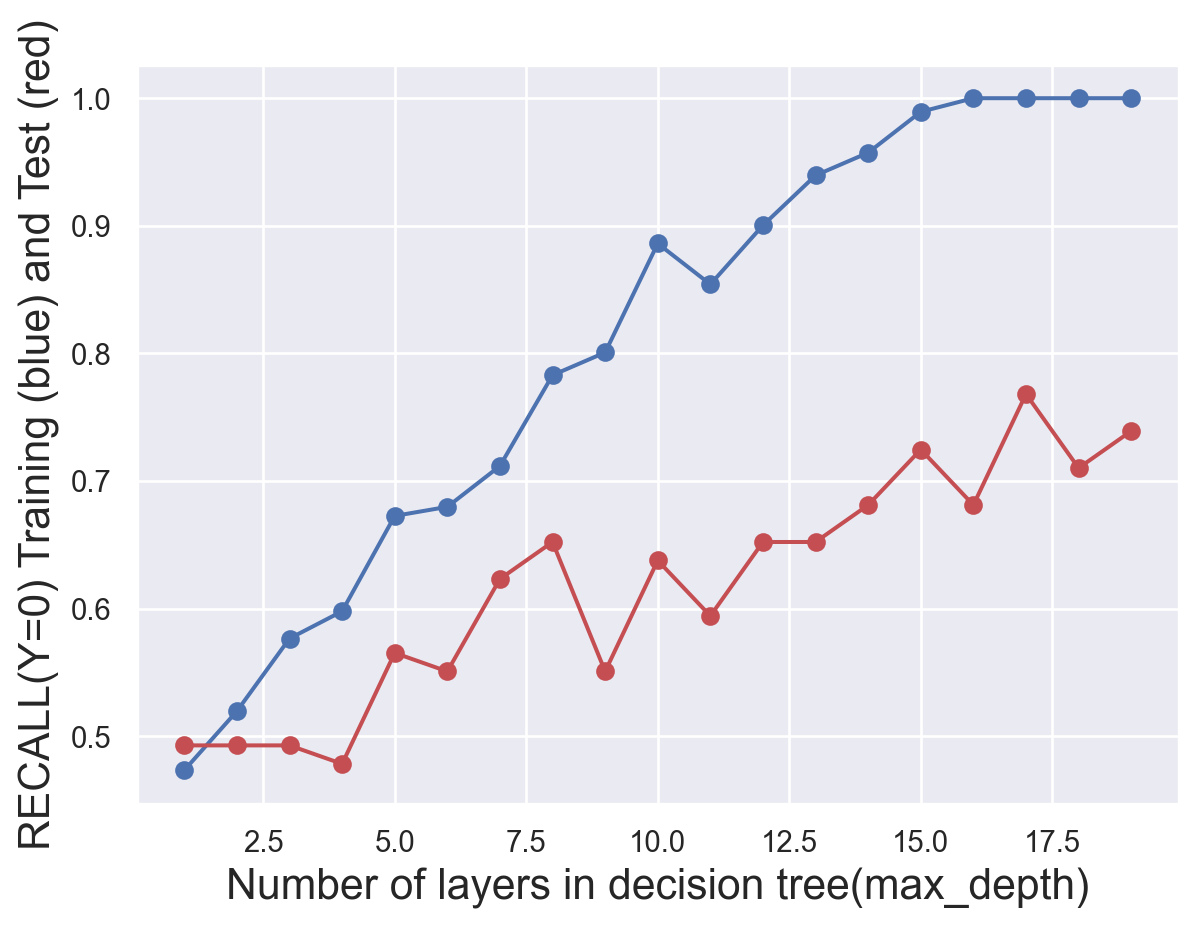 RECALL(Y=0) Training (blue) and Test (red)
1.0
0.9
0.8
0.7
0.6
0.5
2.5 5.0 7.5 10.0 12.5 15.0 17.5
Number of layers in decision tree(max_depth)